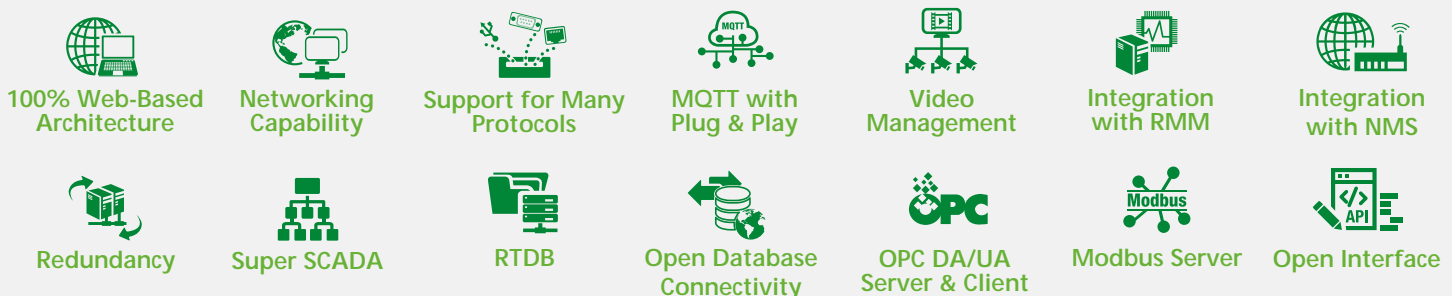 MQTT
100% Web-Based
Architecture
Networking
Capability
Support for Many
Protocols
MQTT with
Plug & Play
Video
Management
Integration
with RMM
Integration
with NMS
OPC
Modbus
</>
API
Redundancy
Super SCADA
RTDB
Open Database
Connectivity
OPC DA/UA
Server & Client
Modbus Server
Open Interface